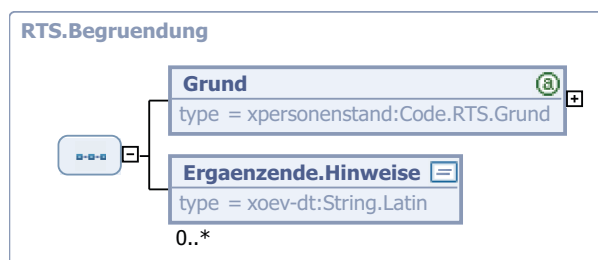 RTS.Begruendung
Grund
type = xpersonenstand:Code.RTS.Grund
Ergaenzende.Hinweise
type = xoev-dt:String.Latin
0..*